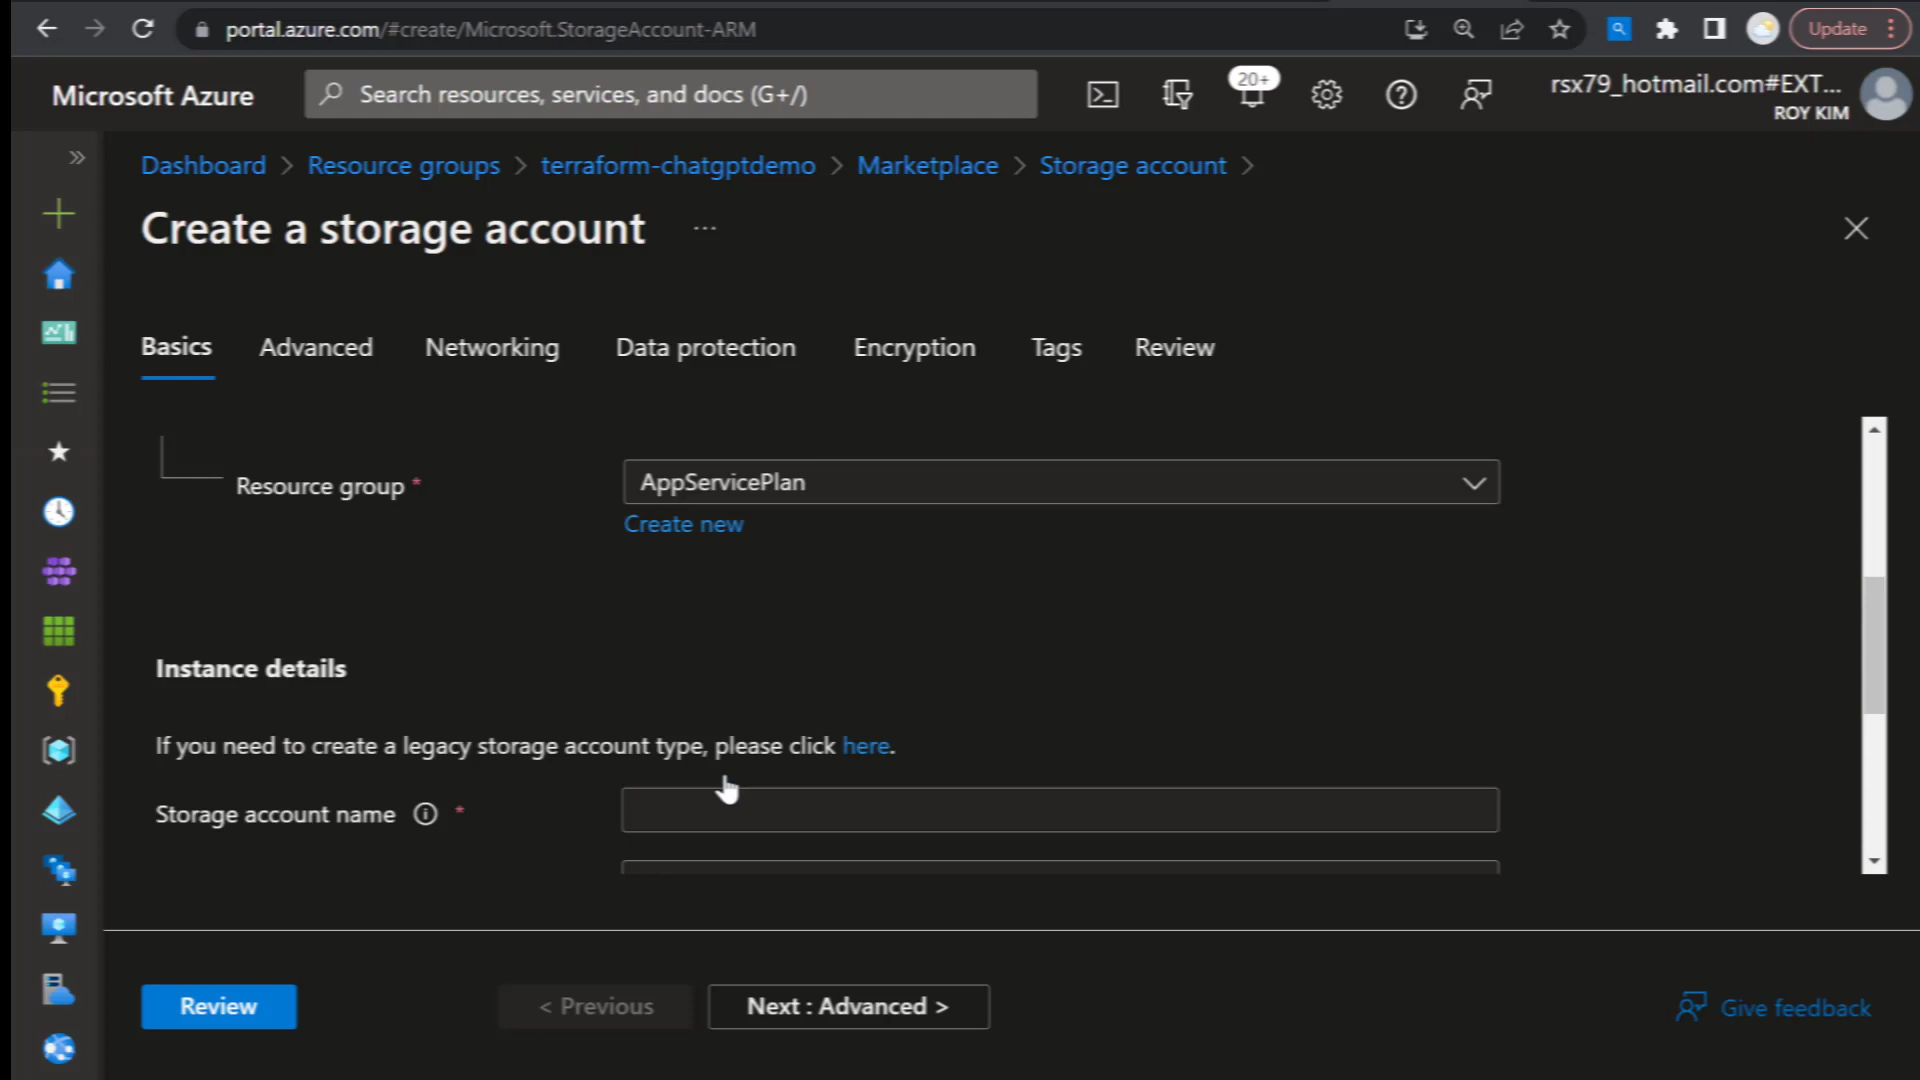 portal.azure.com/#create/Microsoft.StorageAccount-ARM
Update
Microsoft Azure
Search resources, services, and docs (G+/)
20+
rsx79_hotmail.com#EXT...
ROY KIM
Dashboard > Resource groups > terraform-chatgptdemo > Marketplace > Storage account >
Create a storage account ...
Basics Advanced Networking Data protection Encryption Tags Review
Resource group * AppServicePlan
Create new
Instance details
If you need to create a legacy storage account type, please click here.
Storage account name *
Review < Previous Next : Advanced > Give feedback